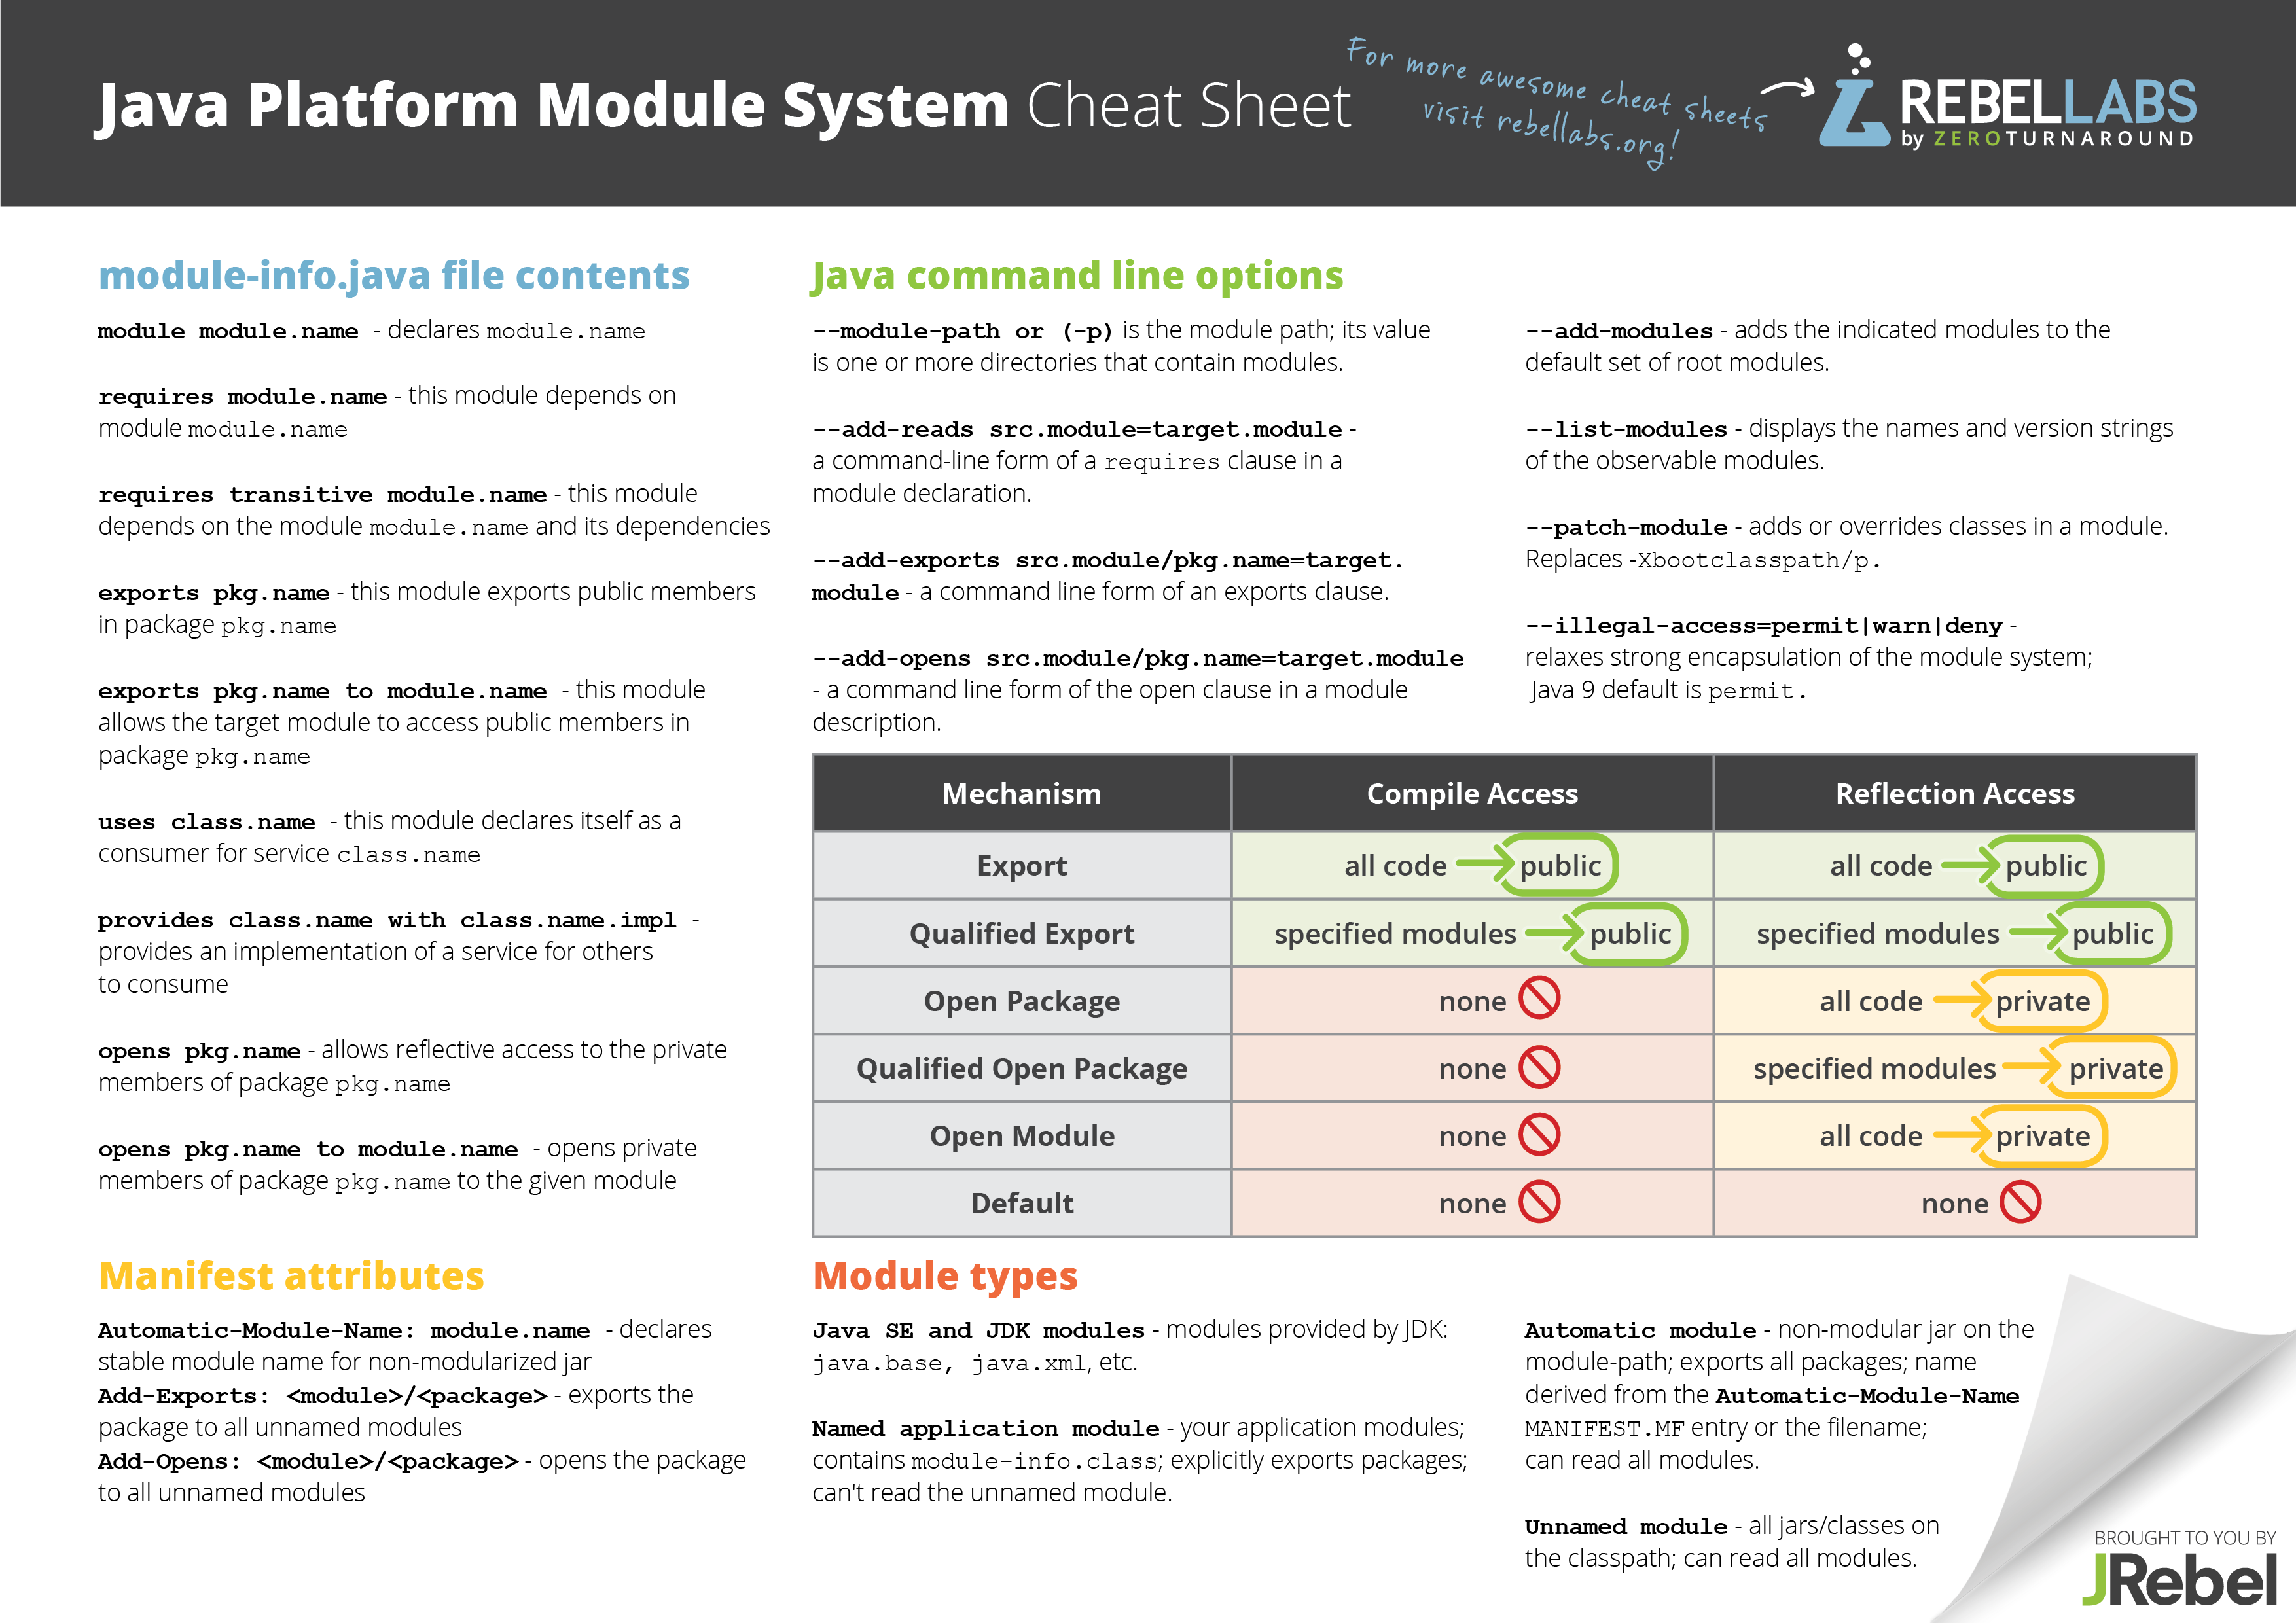 Java Platform Module System Cheat Sheet
For more awesome cheat sheets
visit rebellabs.org!
REBELLABS
by ZEROTURNAROUND
module-info.java file contents
module module.name - declares module.name
requires module.name - this module depends on
module module.name
requires transitive module.name - this module
depends on the module module.name and its dependencies
exports pkg.name - this module exports public members
in package pkg.name
exports pkg.name to module.name - this module
allows the target module to access public members in
package pkg.name
uses class.name - this module declares itself as a
consumer for service class.name
provides class.name with class.name.impl -
provides an implementation of a service for others
to consume
opens pkg.name - allows reflective access to the private
members of package pkg.name
opens pkg.name to module.name - opens private
members of package pkg.name to the given module
Java command line options
--module-path or (-p) is the module path; its value
is one or more directories that contain modules.
--add-reads src.module=target.module -
a command-line form of a requires clause in a
module declaration.
--add-exports src.module/pkg.name=target.
module - a command line form of an exports clause.
--add-opens src.module/pkg.name=target.module
- a command line form of the open clause in a module
description.
--add-modules - adds the indicated modules to the
default set of root modules.
--list-modules - displays the names and version strings
of the observable modules.
--patch-module - adds or overrides classes in a module.
Replaces -Xbootclasspath/p.
--illegal-access=permit|warn|deny -
relaxes strong encapsulation of the module system;
Java 9 default is permit.
Mechanism Compile Access Reflection Access
Export all code public all code public
Qualified Export specified modules public specified modules public
Open Package none all code private
Qualified Open Package none specified modules private
Open Module none all code private
Default none none
Manifest attributes
Automatic-Module-Name: module.name - declares
stable module name for non-modularized jar
Add-Exports: <module>/<package> - exports the
package to all unnamed modules
Add-Opens: <module>/<package> - opens the package
to all unnamed modules
Module types
Java SE and JDK modules - modules provided by JDK:
java.base, java.xml, etc.
Named application module - your application modules;
contains module-info.class; explicitly exports packages;
can't read the unnamed module.
Automatic module - non-modular jar on the
module-path; exports all packages; name
derived from the Automatic-Module-Name
MANIFEST.MF entry or the filename;
can read all modules.
Unnamed module - all jars/classes on
the classpath; can read all modules.
BROUGHT TO YOU BY
JRebel